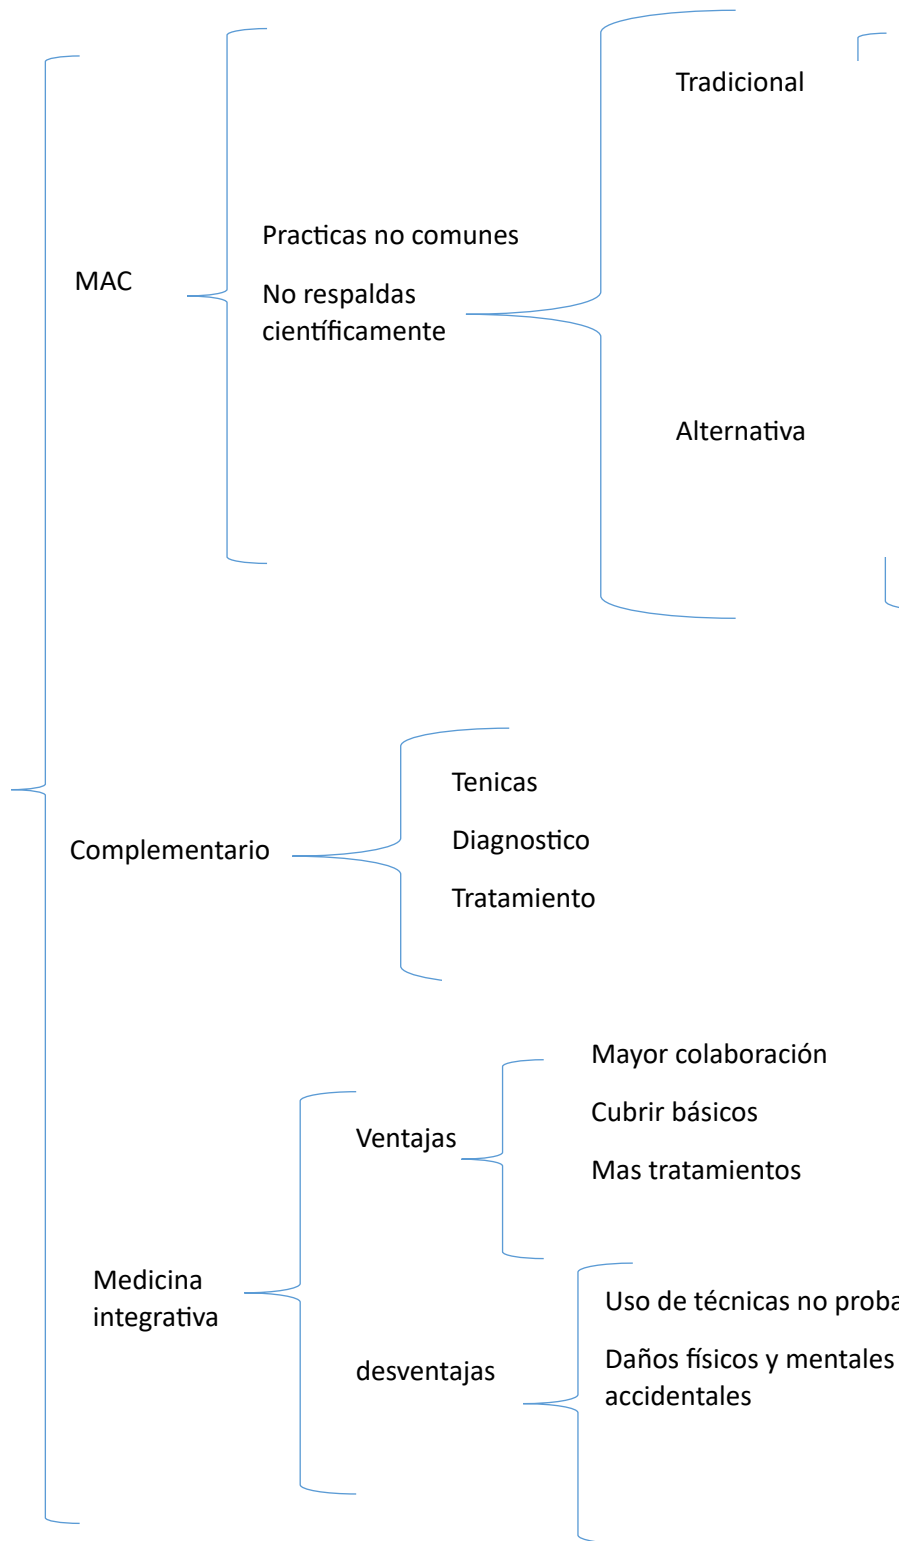 Tradicional
Practicas no comunes
MAC
No respaldas
científicamente
Alternativa
Tenicas
Complementario
Diagnostico
Tratamiento
Mayor colaboración
Ventajas
Cubrir básicos
Mas tratamientos
Medicina
integrativa
Uso de técnicas no proba
desventajas
Daños físicos y mentales
accidentales